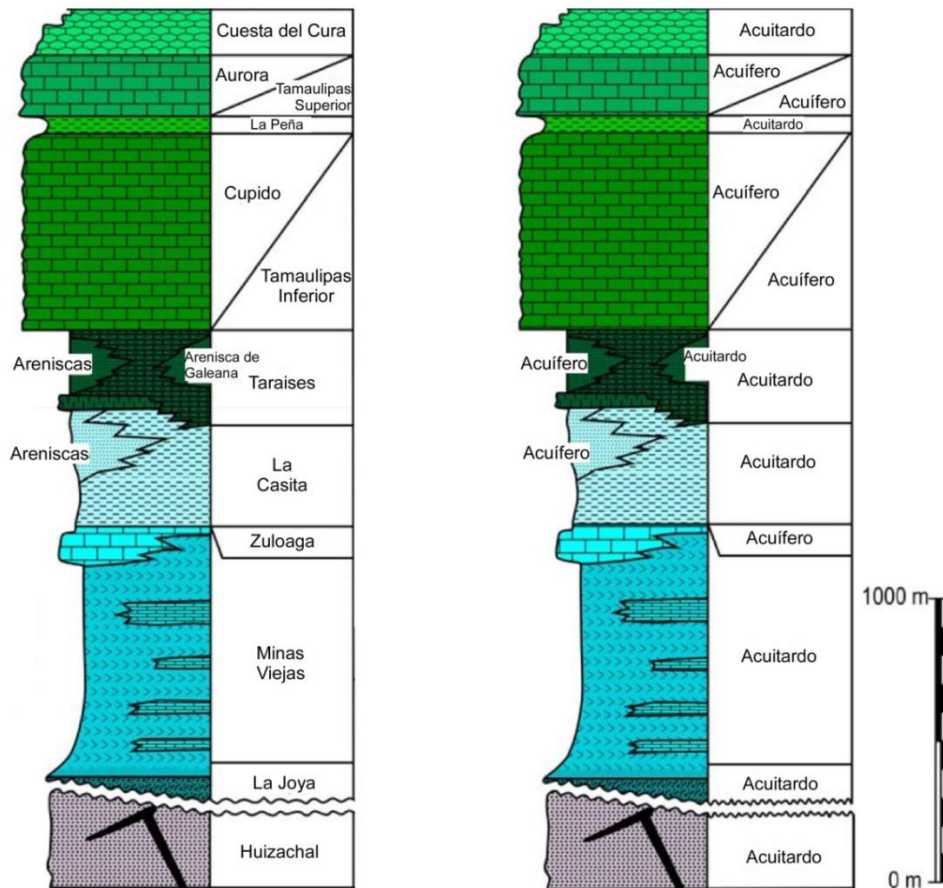 Cuesta del Cura
Aurora
Tamaulipas
Superior
La Peña
Cupido
Tamaulipas
Inferior
Areniscas
Arenisca de
Galeana
Taraises
Areniscas
La
Casita
Zuloaga
Minas
Viejas
La Joya
Huizachal
Acuitardo
Acuífero
Acuífero
Acuitardo
Acuífero
Acuífero
Acuífero
Acuitardo
Acuitardo
Acuífero
Acuitardo
Acuífero
Acuitardo
Acuitardo
Acuitardo
1000 m
0 m